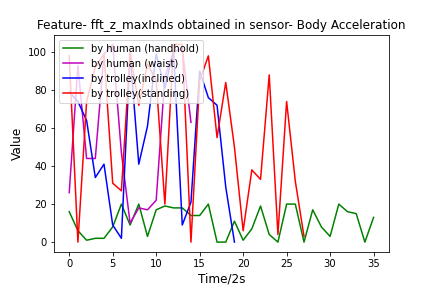 Feature- fft_z_maxInds obtained in sensor- Body Acceleration
by human (handhold)
by human (waist)
by trolley(inclined)
by trolley(standing)
Value
100
80
60
40
20
0
0 5 10 15 20 25 30 35
Time/2s